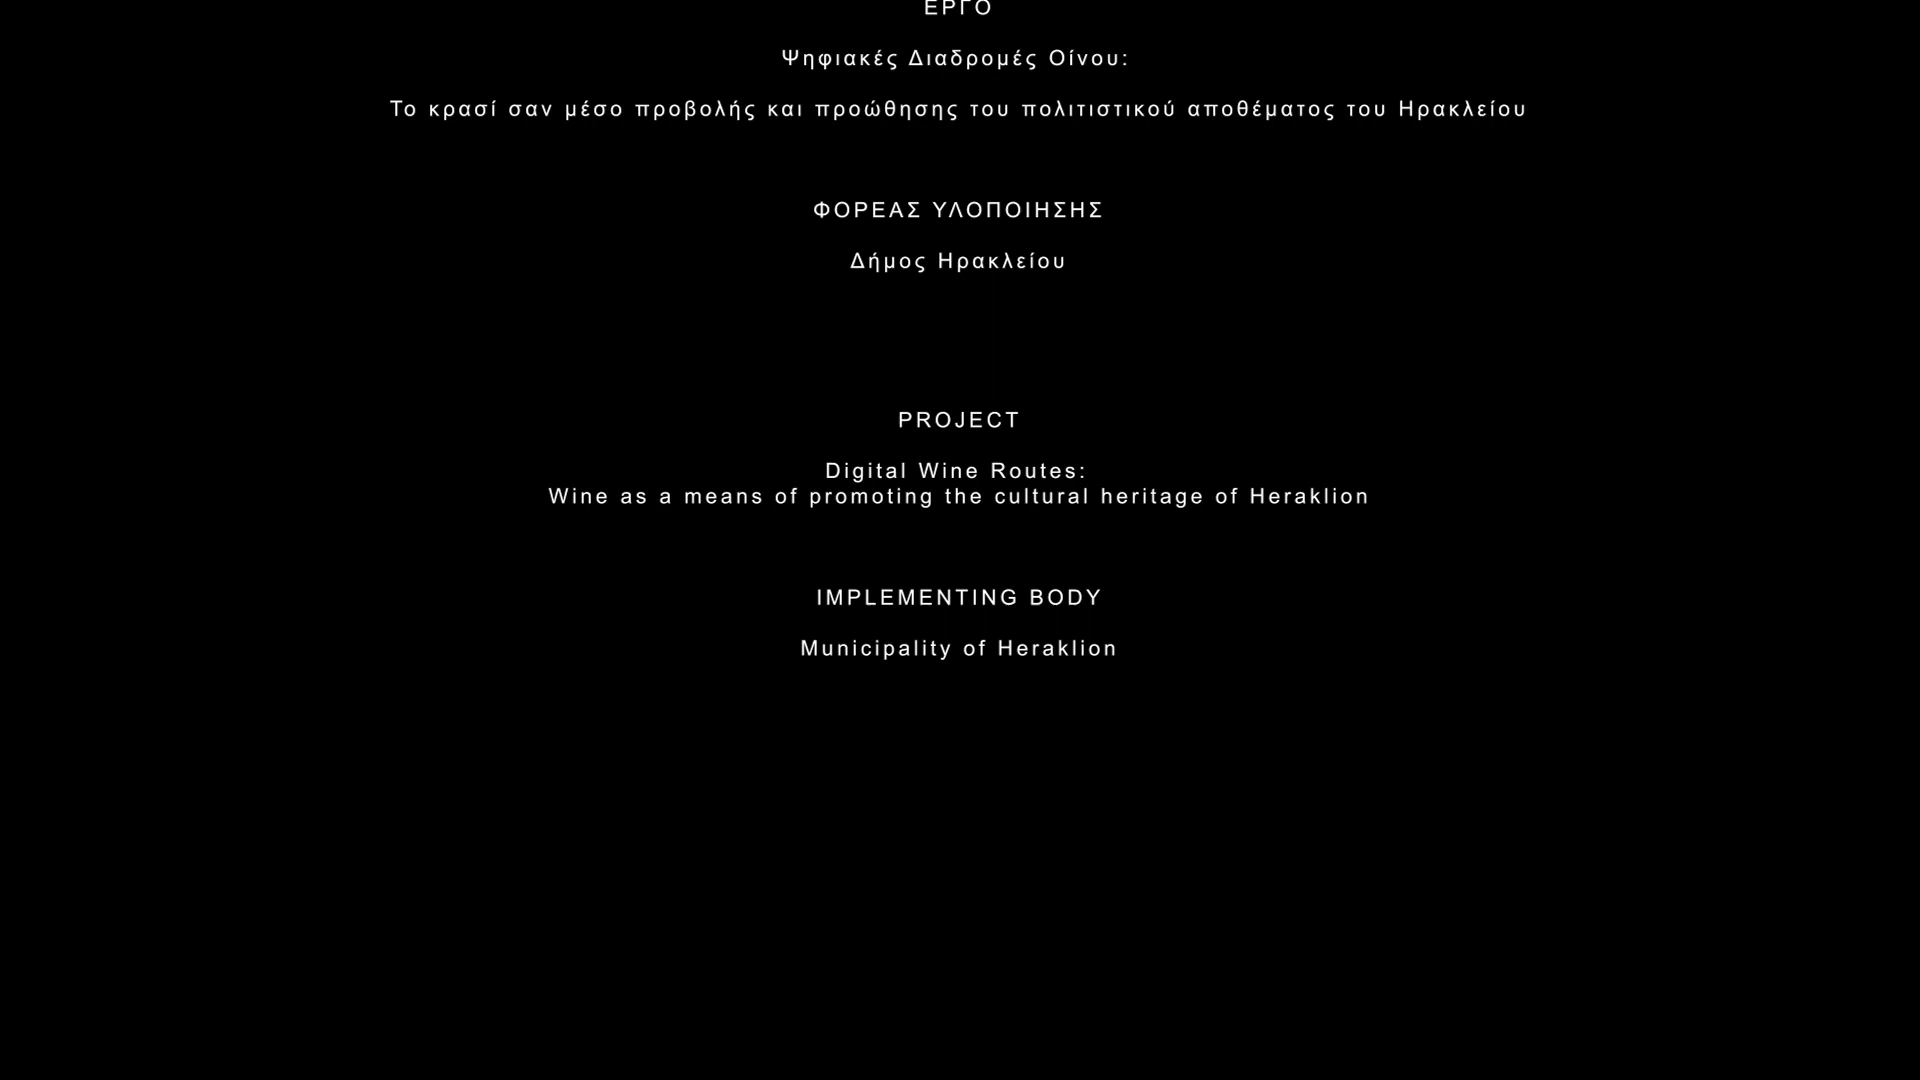 ΕΡΓΟ
Ψηφιακές Διαδρομές Οίνου:
Το κρασί σαν μέσο προβολής και προώθησης του πολιτιστικού αποθέματος του Ηρακλείου
ΦΟΡΕΑΣ ΥΛΟΠΟΙΗΣΗΣ
Δήμος Ηρακλείου
PROJECT
Digital Wine Routes:
Wine as a means of promoting the cultural heritage of Heraklion
IMPLEMENTING BODY
Municipality of Heraklion